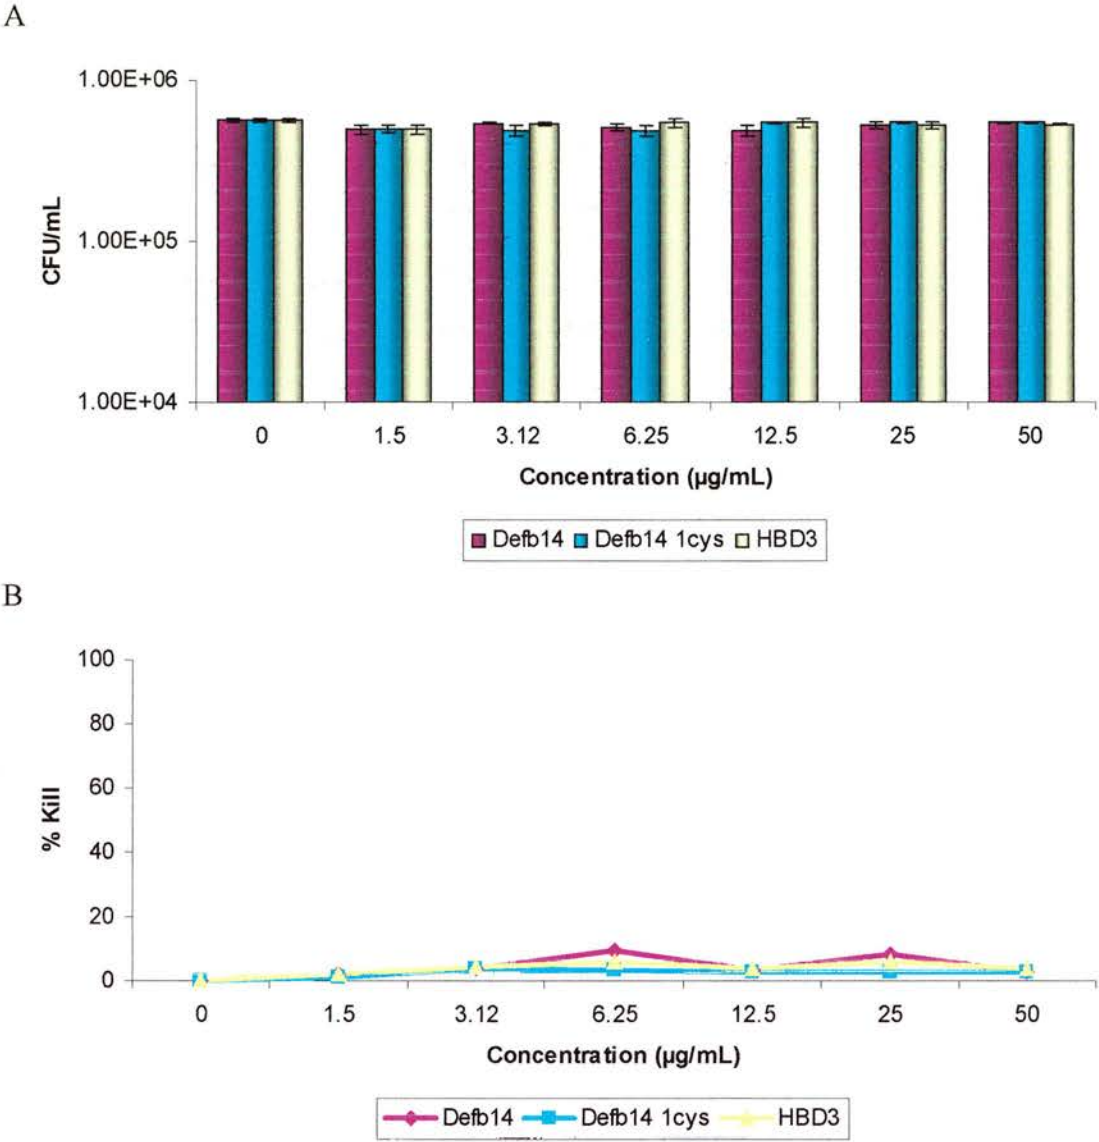 A
1.00E+06
1.00E+05
1.00E+04
CFU/mL
0 1.5 3.12 6.25 12.5 25 50
Concentration (µg/mL)
Defb14 Defb14 1cys HBD3
B
100
80
60
40
20
0
% Kill
0 1.5 3.12 6.25 12.5 25 50
Concentration (µg/mL)
Defb14 Defb14 1cys HBD3